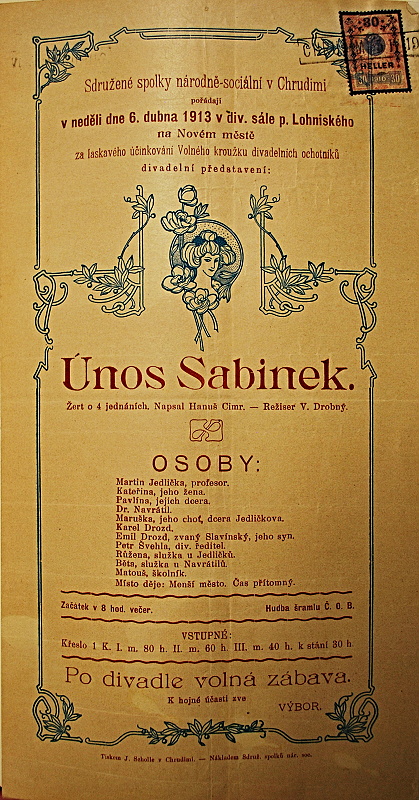 80
HELLER
Sdružené spolky národně-sociální v Chrudimi
pořádají
v neděli dne 6. dubna 1913 v div. sále p. Lohniského
na Novém městě
za laskavého účinkování Volného kroužku divadelních ochotníků
divadelní představení:
Únos Sabinek.
Žert o 4 jednáních. Napsal Hanuš Cimr. — Režiser V. Drobný.
OSOBY:
Martin Jedlička, profesor.
Kateřina, jeho žena.
Pavlína, jejich dcera.
Dr. Navrátil.
Maruška, jeho choť, dcera Jedličkova.
Karel Drozd.
Emil Drozd, zvaný Slavínský, jeho syn.
Petr Švehla, div. ředitel.
Růžena, služka u Jedličků.
Běta, služka u Navrátilů.
Matouš, školník.
Místo děje: Menší město. Čas přítomný.
Začátek v 8 hod. večer. Hudba šramlu Č. O. B.
VSTUPNÉ:
Křeslo 1 K. I. m. 80 h. II. m. 60 h. III. m. 40 h. k stání 30 h
Po divadle volná zábava.
K hojné účasti zve
VÝBOR.
Tiskem J. Scholle v Chrudimi. — Nákladem Sdruž. spolků nár. soc.